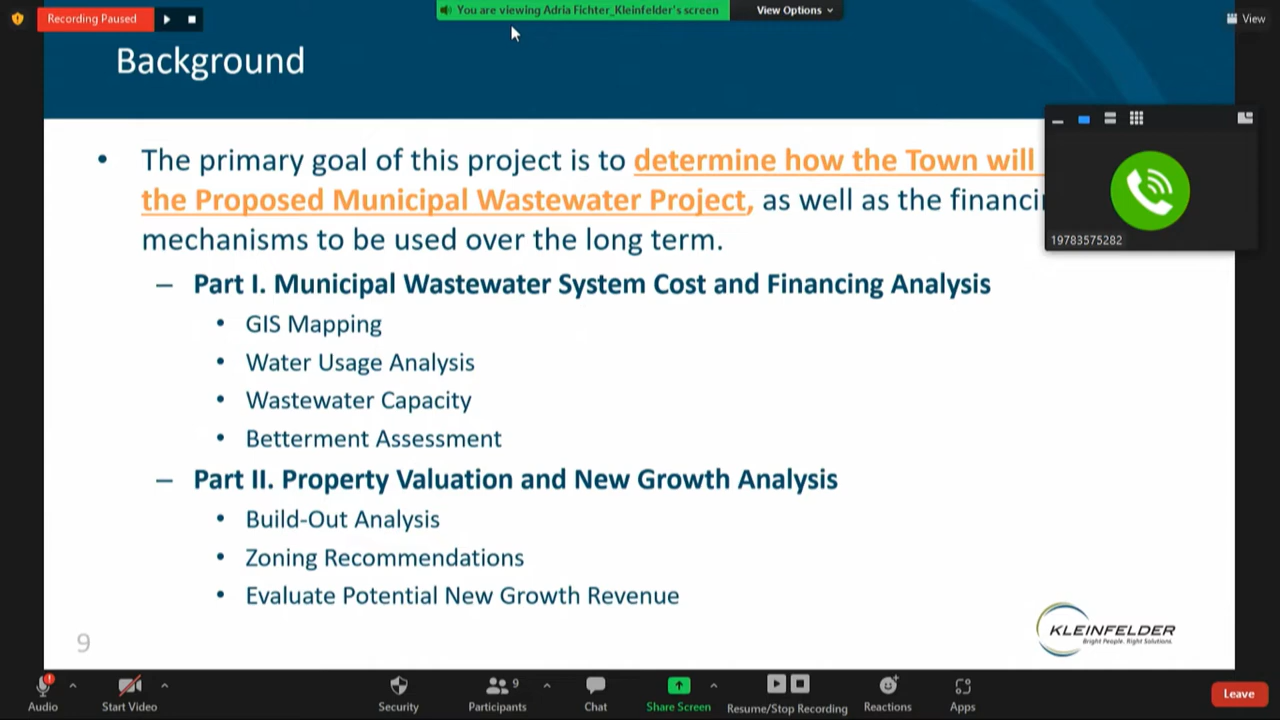 Recording Paused
You are viewing Adria Fichter_Kleinfelder's screen
View Options
View
Background
• The primary goal of this project is to determine how the Town will
the Proposed Municipal Wastewater Project, as well as the financin
mechanisms to be used over the long term.
19783575282
– Part I. Municipal Wastewater System Cost and Financing Analysis
• GIS Mapping
• Water Usage Analysis
• Wastewater Capacity
• Betterment Assessment
– Part II. Property Valuation and New Growth Analysis
• Build-Out Analysis
• Zoning Recommendations
• Evaluate Potential New Growth Revenue
9
KLEINFELDER
Bright People. Right Solutions.
Audio
Start Video
Security
9
Participants
Chat
Share Screen
Resume/Stop Recording
Reactions
Apps
Leave